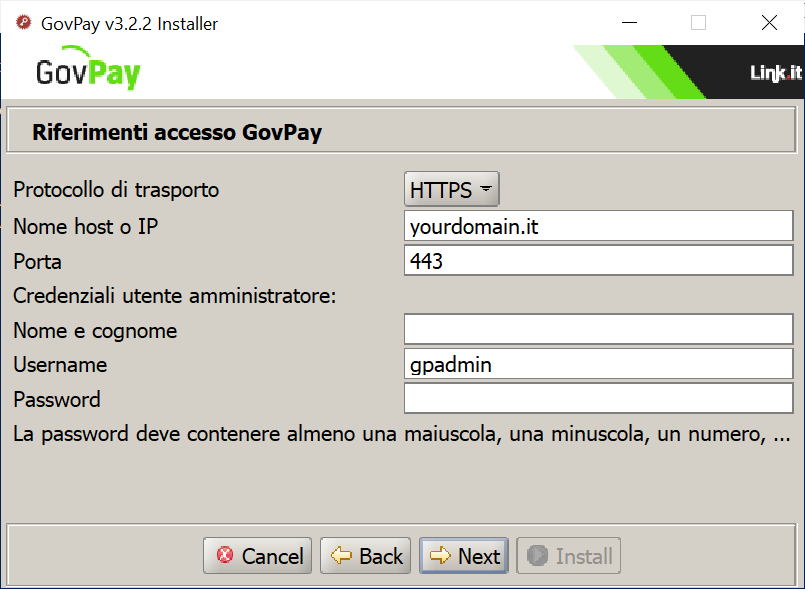 GovPay v3.2.2 Installer
GovPay
Link.it
Riferimenti accesso GovPay
Protocollo di trasporto HTTPS
Nome host o IP yourdomain.it
Porta 443
Credenziali utente amministratore:
Nome e cognome
Username gpadmin
Password
La password deve contenere almeno una maiuscola, una minuscola, un numero, ...
Cancel Back Next Install